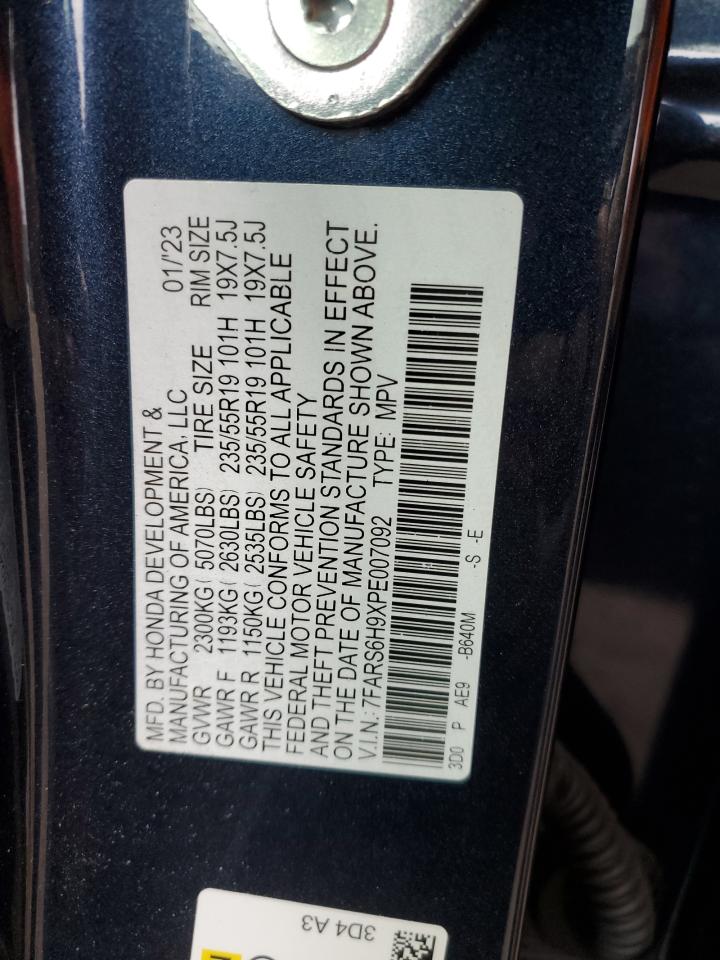 MFD. BY HONDA DEVELOPMENT &
MANUFACTURING OF AMERICA, LLC 01/'23
GVWR 2300KG( 5070LBS) TIRE SIZE RIM SIZE
GAWR F 1193KG( 2630LBS) 235/55R19 101H 19X7.5J
GAWR R 1150KG( 2535LBS) 235/55R19 101H 19X7.5J
THIS VEHICLE CONFORMS TO ALL APPLICABLE
FEDERAL MOTOR VEHICLE SAFETY
AND THEFT PREVENTION STANDARDS IN EFFECT
ON THE DATE OF MANUFACTURE SHOWN ABOVE.
V.I.N.: 7FARS6H9XPE007092 TYPE: MPV
3D0 P AE9 -B640M -S -E
3D4 A3